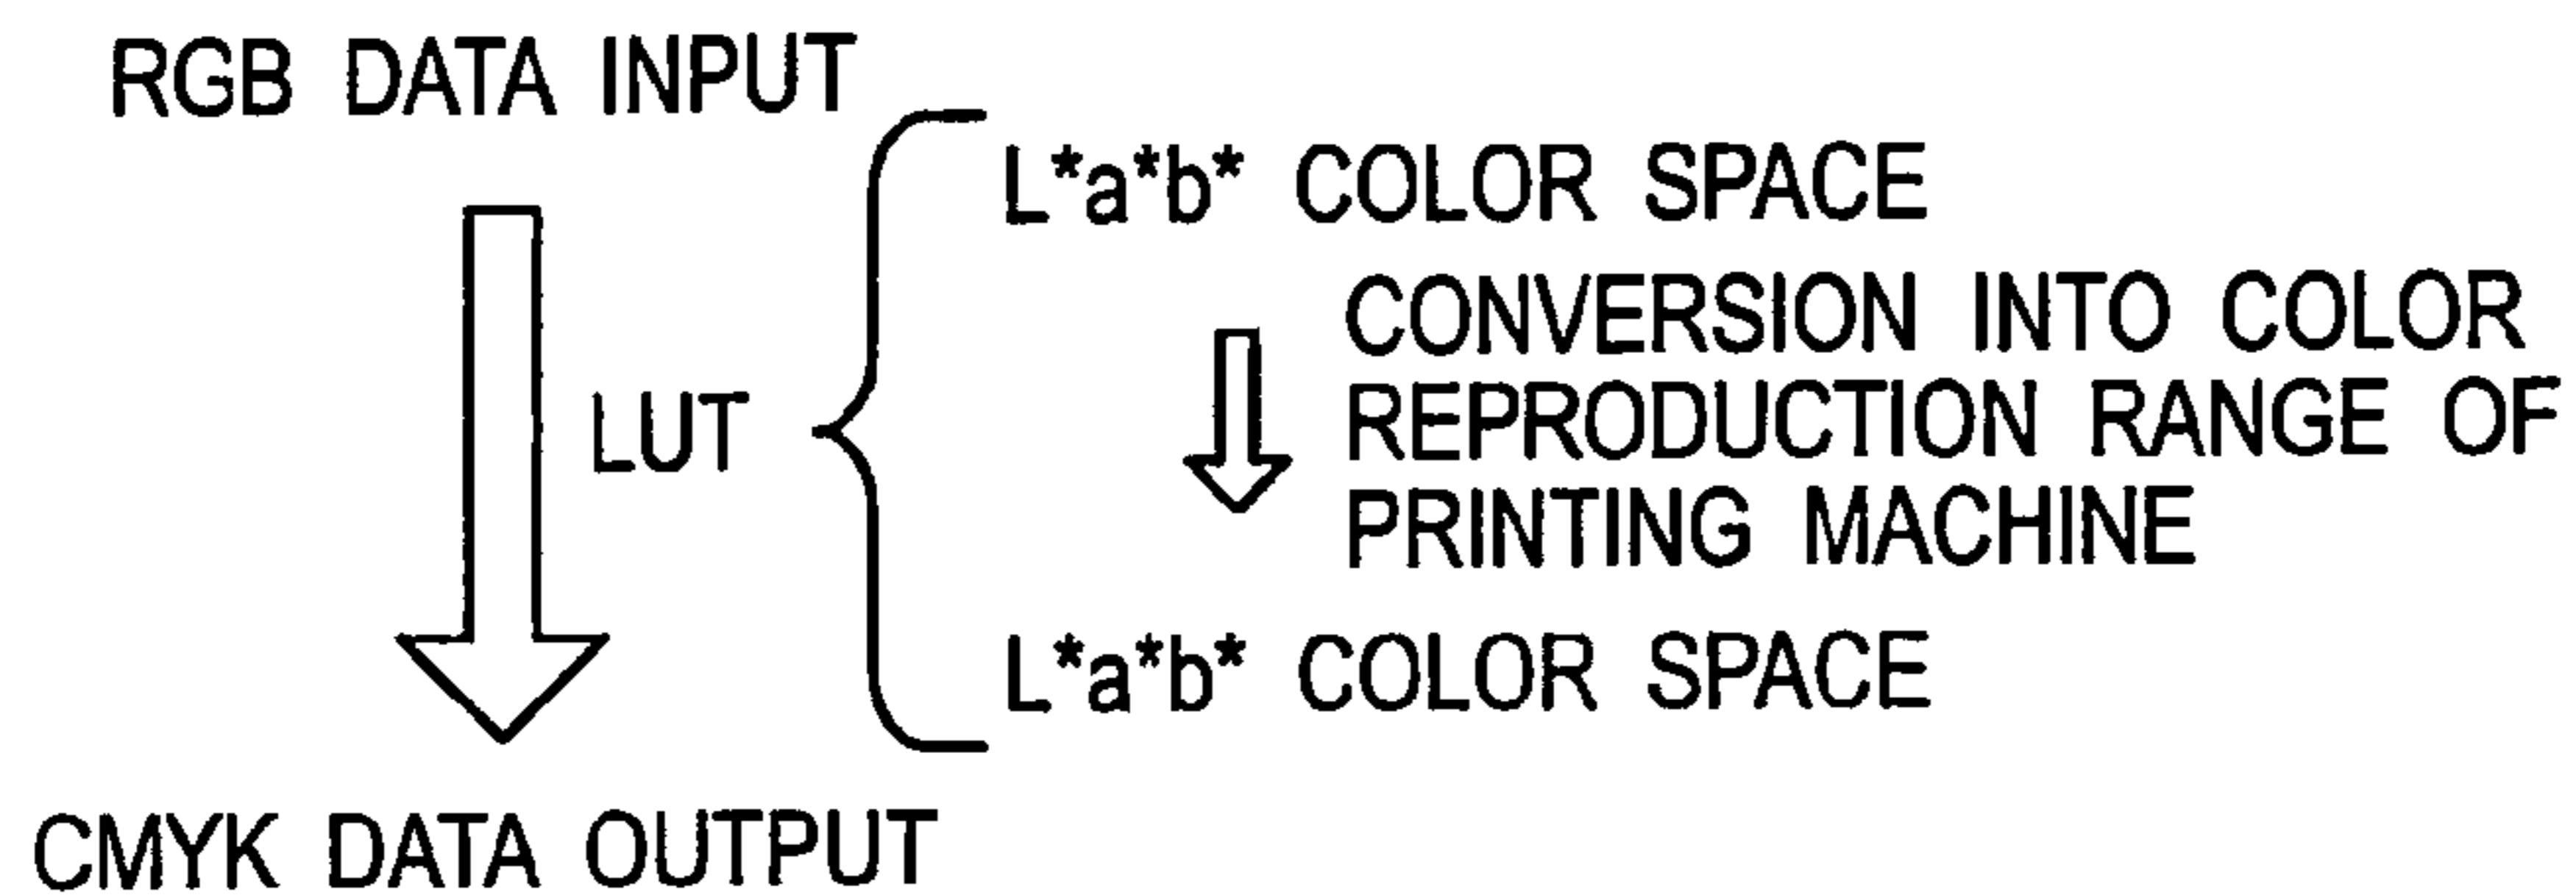 RGB DATA INPUT
L*a*b* COLOR SPACE
CONVERSION INTO COLOR
REPRODUCTION RANGE OF
PRINTING MACHINE
LUT
L*a*b* COLOR SPACE
CMYK DATA OUTPUT